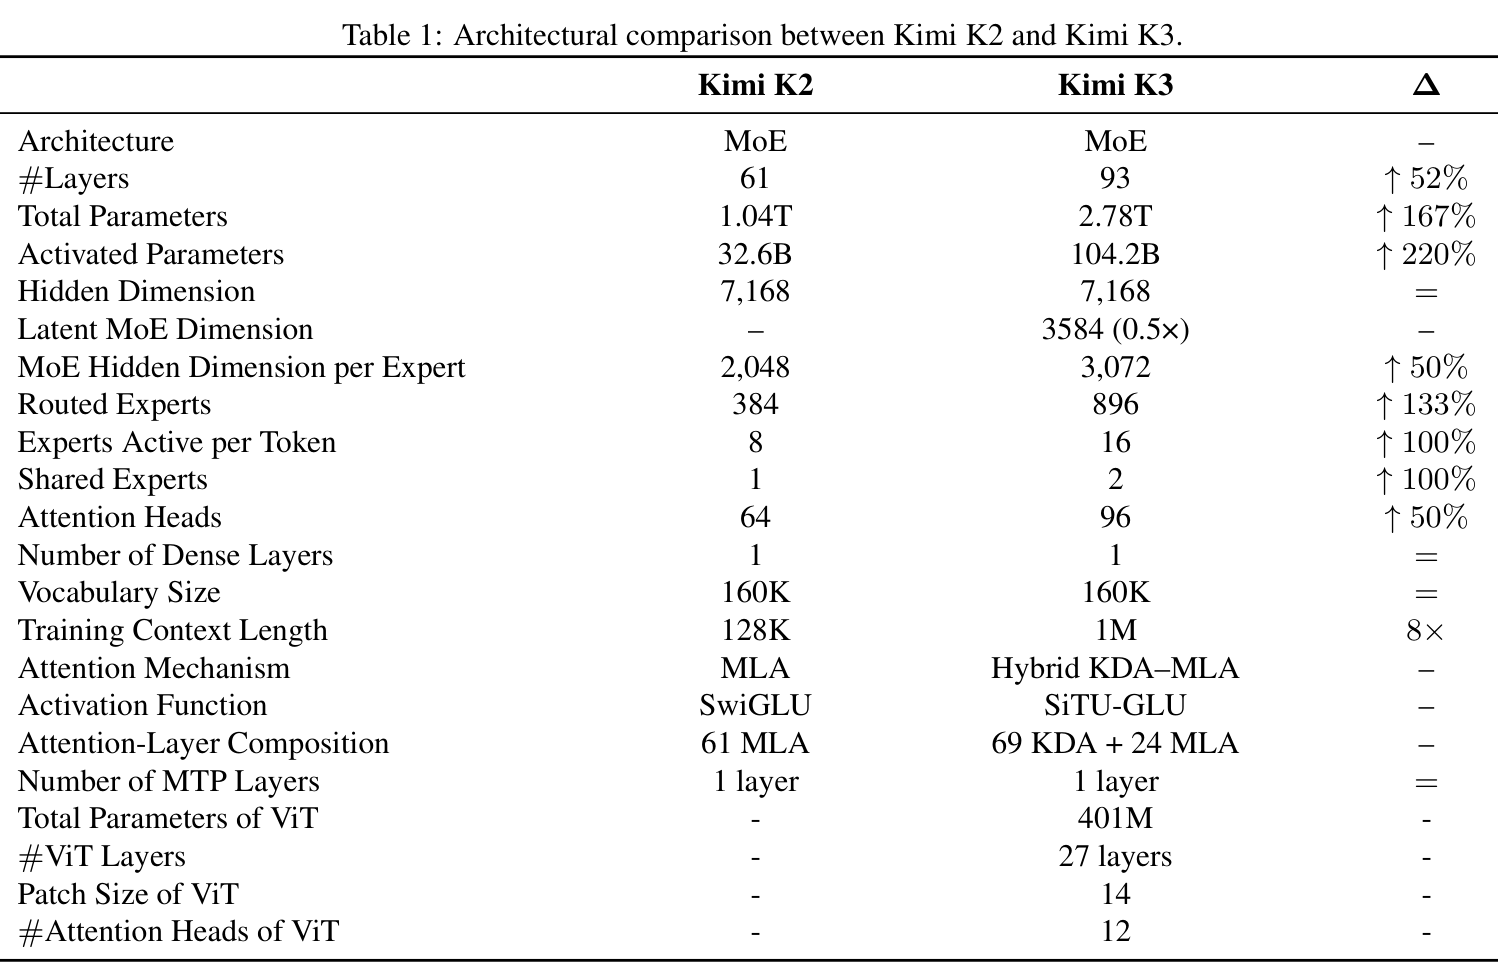 Table 1: Architectural comparison between Kimi K2 and Kimi K3.
Kimi K2 Kimi K3 Δ
Architecture MoE MoE –
#Layers 61 93 ↑ 52%
Total Parameters 1.04T 2.78T ↑ 167%
Activated Parameters 32.6B 104.2B ↑ 220%
Hidden Dimension 7,168 7,168 =
Latent MoE Dimension – 3584 (0.5×) –
MoE Hidden Dimension per Expert 2,048 3,072 ↑ 50%
Routed Experts 384 896 ↑ 133%
Experts Active per Token 8 16 ↑ 100%
Shared Experts 1 2 ↑ 100%
Attention Heads 64 96 ↑ 50%
Number of Dense Layers 1 1 =
Vocabulary Size 160K 160K =
Training Context Length 128K 1M 8×
Attention Mechanism MLA Hybrid KDA–MLA –
Activation Function SwiGLU SiTU-GLU –
Attention-Layer Composition 61 MLA 69 KDA + 24 MLA –
Number of MTP Layers 1 layer 1 layer =
Total Parameters of ViT - 401M -
#ViT Layers - 27 layers -
Patch Size of ViT - 14 -
#Attention Heads of ViT - 12 -